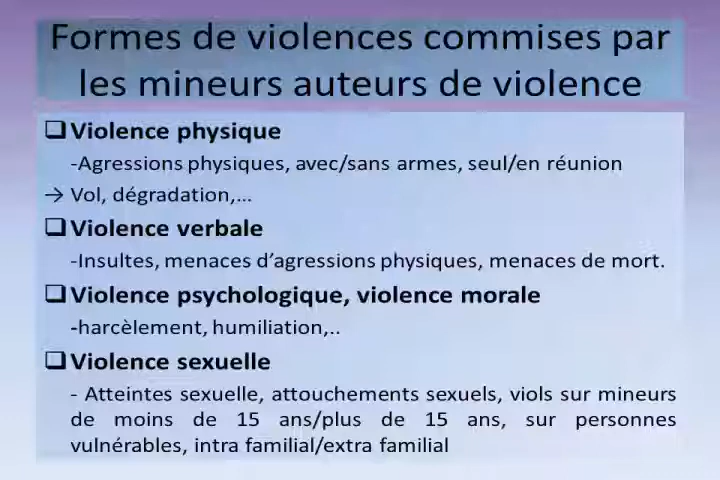 Formes de violences commises par
les mineurs auteurs de violence
❑Violence physique
-Agressions physiques, avec/sans armes, seul/en réunion
→ Vol, dégradation,...
❑Violence verbale
-Insultes, menaces d’agressions physiques, menaces de mort.
❑Violence psychologique, violence morale
-harcèlement, humiliation,..
❑Violence sexuelle
- Atteintes sexuelle, attouchements sexuels, viols sur mineurs
de moins de 15 ans/plus de 15 ans, sur personnes
vulnérables, intra familial/extra familial